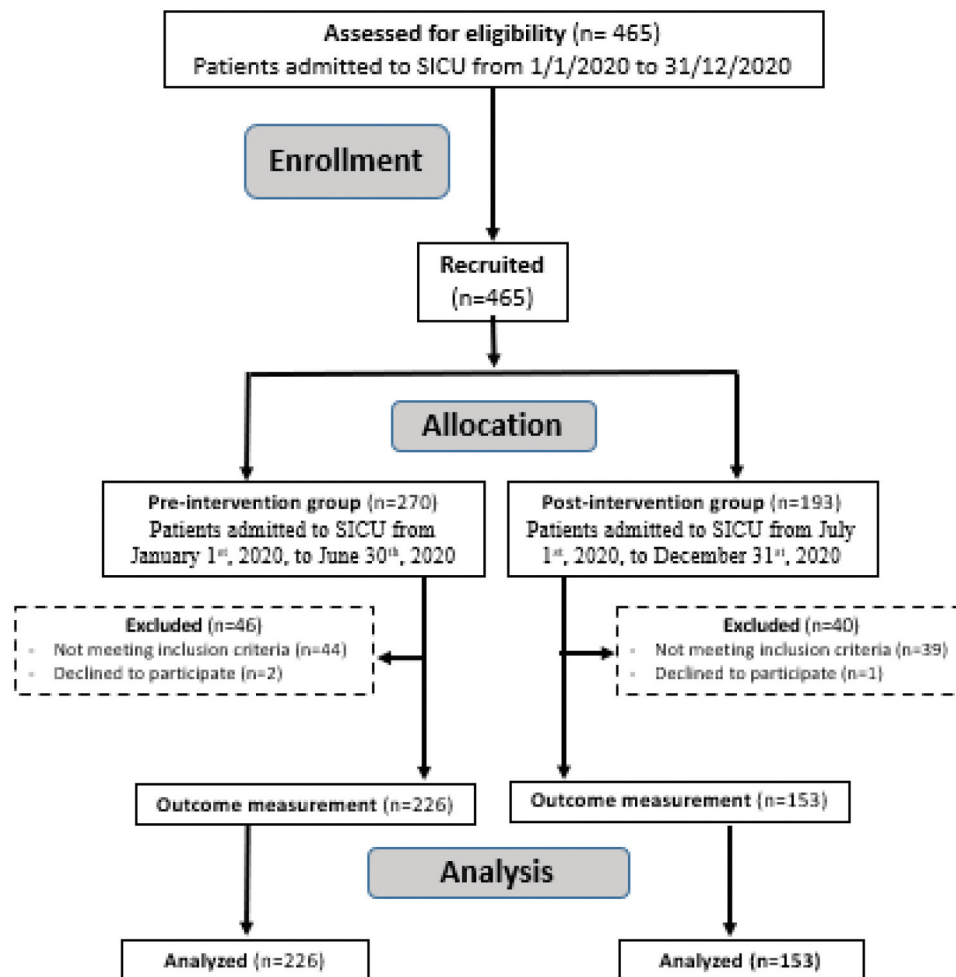 Assessed for eligibility (n= 465)
Patients admitted to SICU from 1/1/2020 to 31/12/2020
Enrollment
Recruited
(n=465)
Allocation
Pre-intervention group (n=270)
Patients admitted to SICU from
January 1st, 2020, to June 30th, 2020
Post-intervention group (n=193)
Patients admitted to SICU from July
1st, 2020, to December 31st, 2020
Excluded (n=46)
- Not meeting inclusion criteria (n=44)
- Declined to participate (n=2)
Excluded (n=40)
- Not meeting inclusion criteria (n=39)
- Declined to participate (n=1)
Outcome measurement (n=226)
Outcome measurement (n=153)
Analysis
Analyzed (n=226)
Analyzed (n=153)